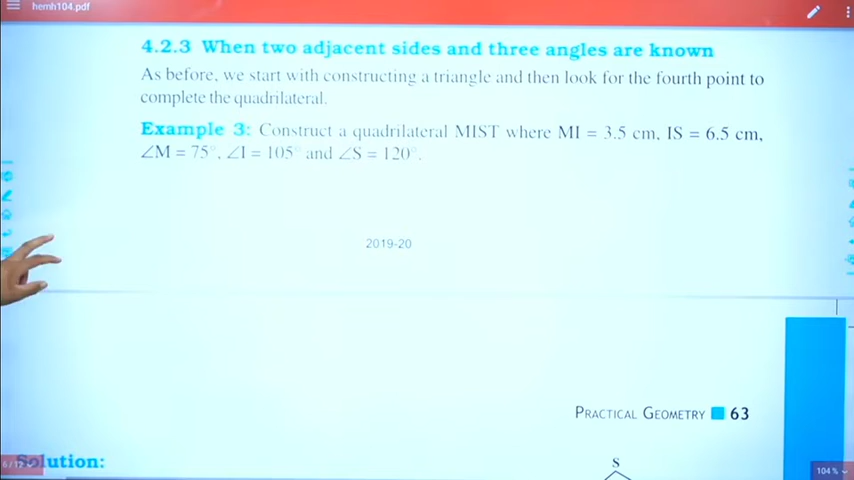 hemh104.pdf
4.2.3 When two adjacent sides and three angles are known
As before, we start with constructing a triangle and then look for the fourth point to
complete the quadrilateral.
Example 3: Construct a quadrilateral MIST where MI = 3.5 cm, IS = 6.5 cm,
∠M = 75°, ∠I = 105° and ∠S = 120°.
2019-20
PRACTICAL GEOMETRY 63
6/12
Solution:
S
104%